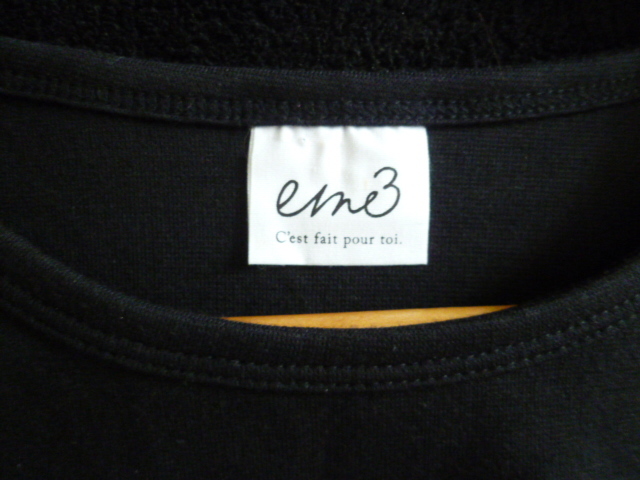 eme3
C'est fait pour toi.